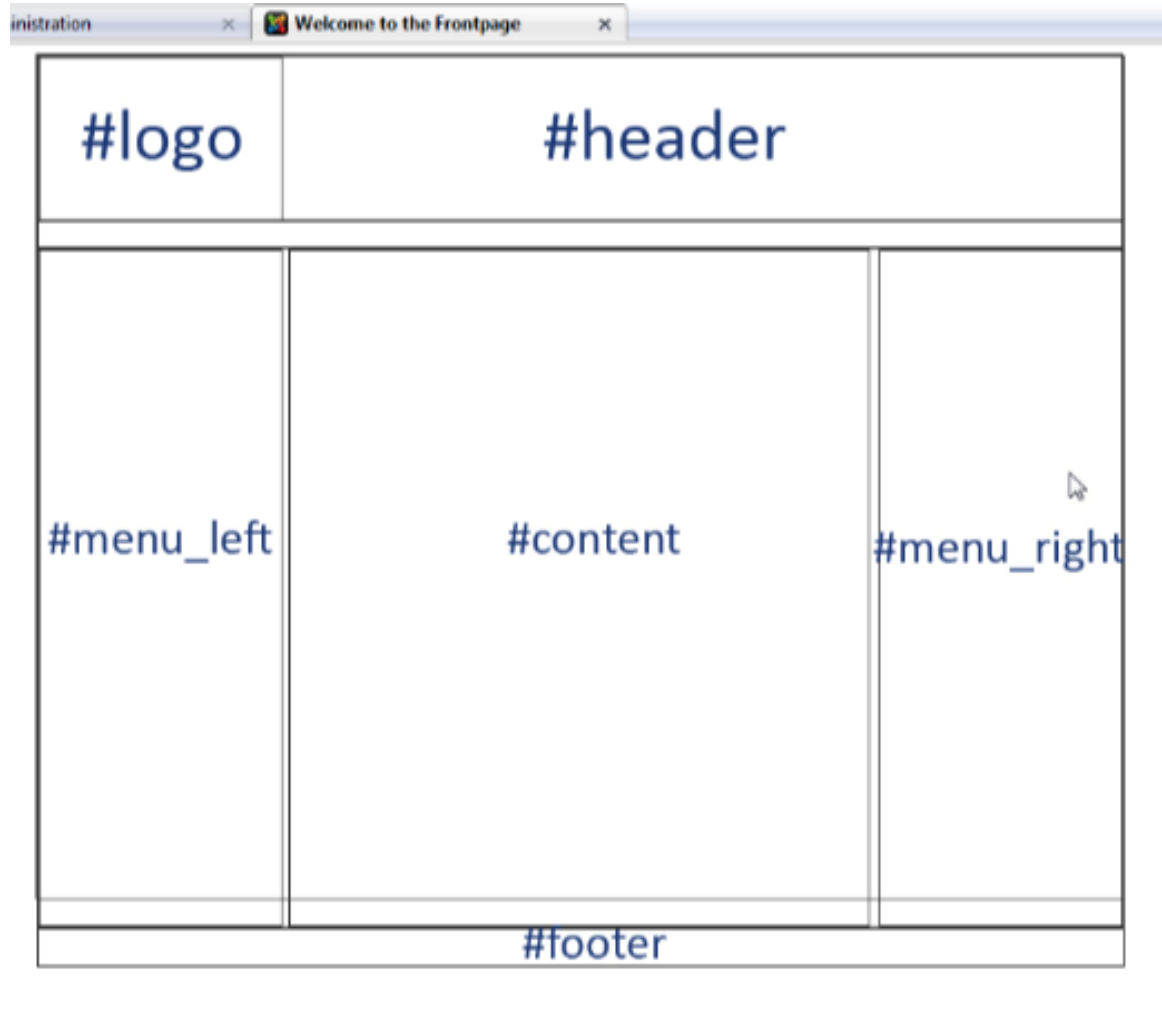 inistration
Welcome to the Frontpage
#logo
#header
#menu_left
#content
#menu_right
#footer